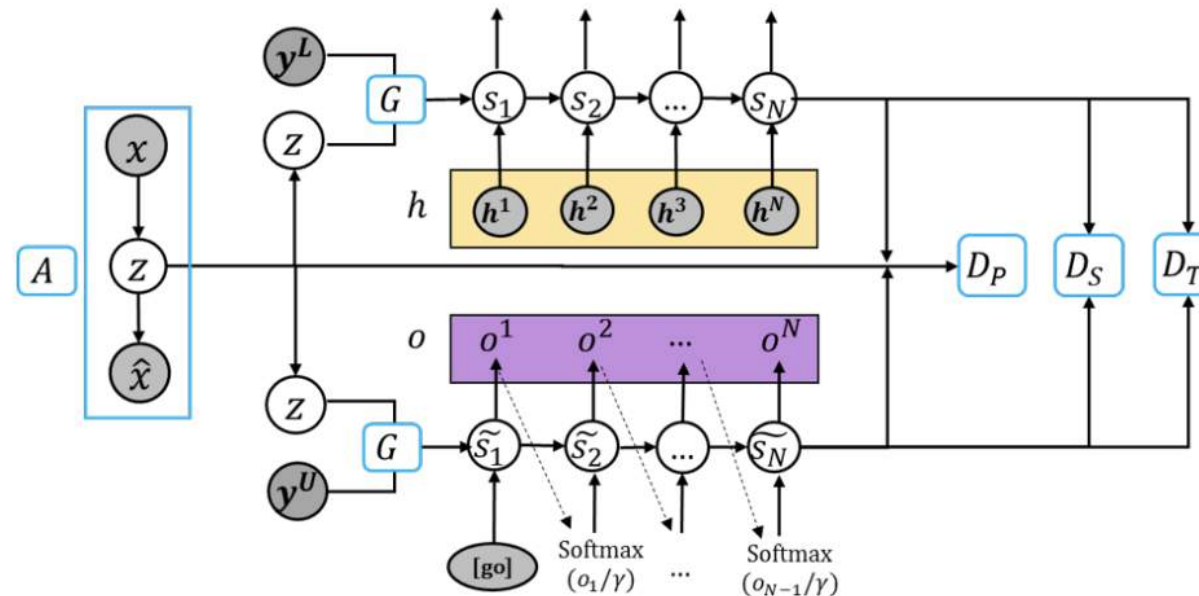 y^L
G
s_1 s_2 ... s_N
x
z
h
h^1 h^2 h^3 h^N
A
z
D_P D_S D_T
o
o^1 o^2 ... o^N
x̂
z
G
s̃_1 s̃_2 ... s̃_N
y^U
[go]
Softmax
(o_1/γ)
...
Softmax
(o_{N-1}/γ)